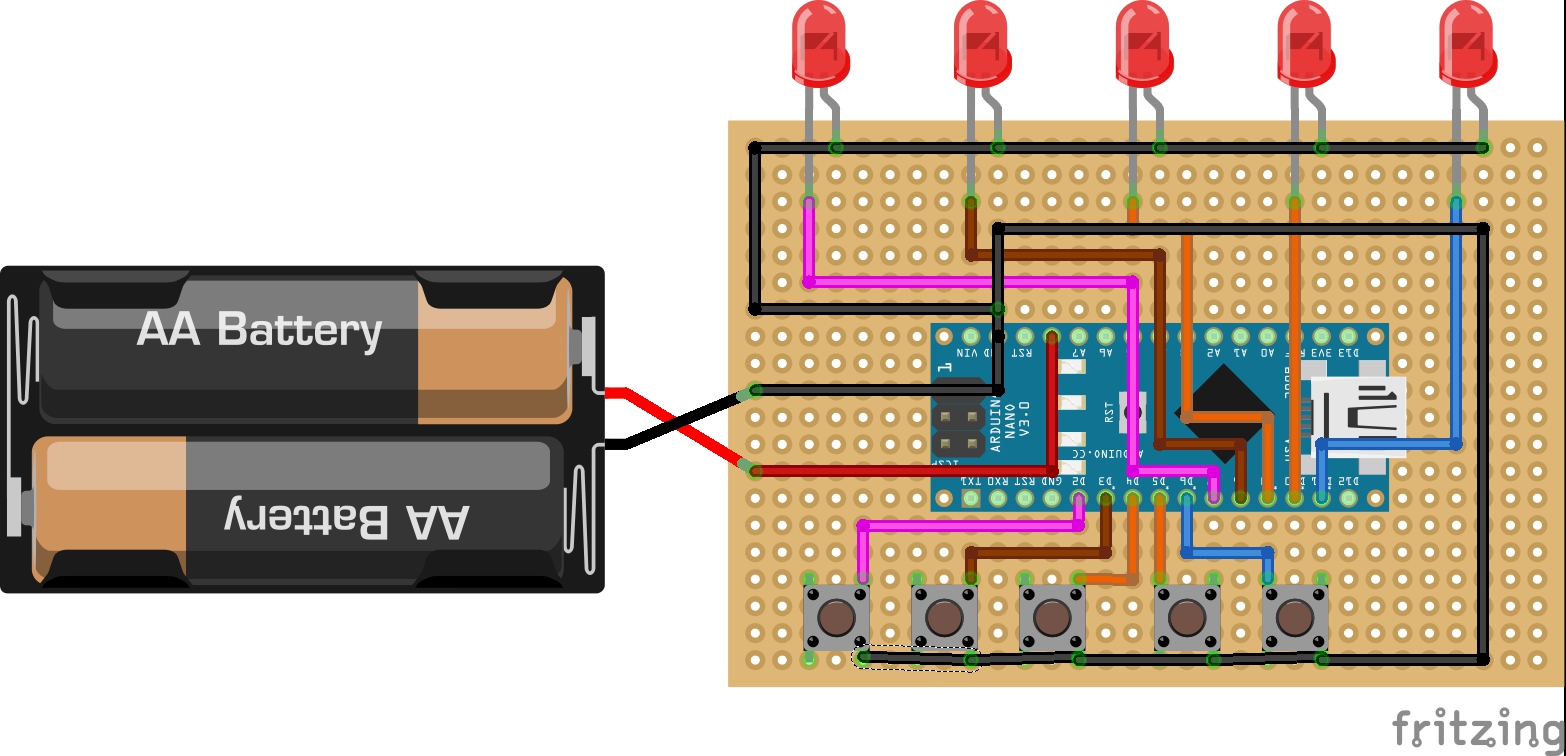 AA Battery
AA Battery
VIN
RST
A7
A6
A2
A1
A0
3V3
D13
1
ARDUINO
NANO
V3.0
RST
ARDUINO.CC
ICSP
TX1
RX0
RST
GND
D2
D3
D4
D5
D6
D12
fritzing